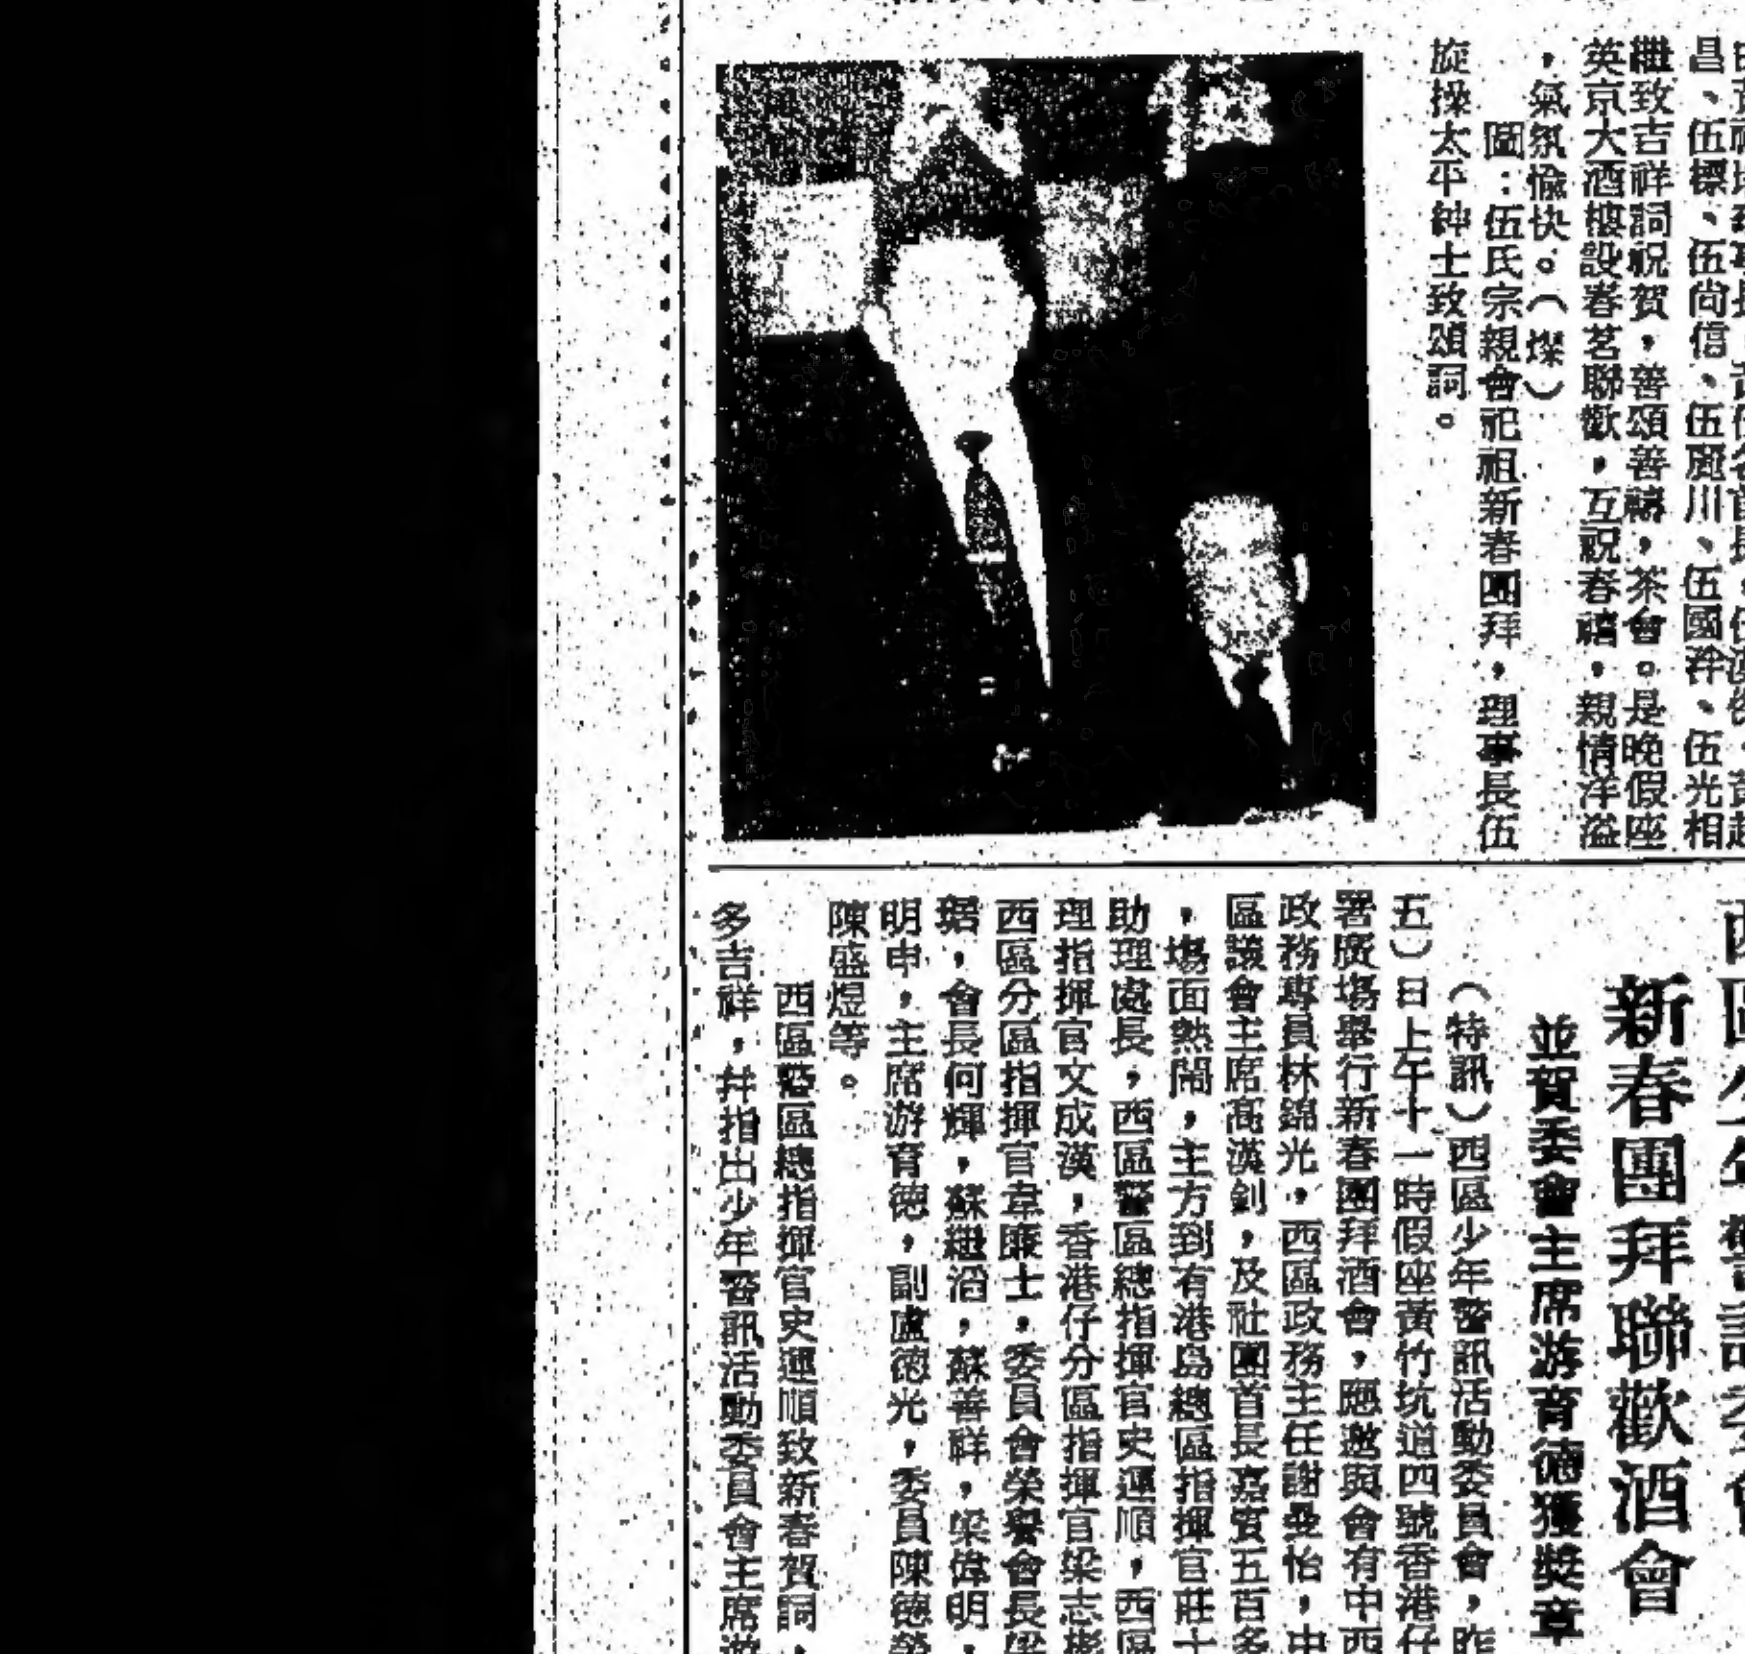 昌、伍標、伍尚信、伍麗川、伍國祥、伍光相
繼致吉祥詞祝賀，善頌善禱，茶會。是晚假座
英京大酒樓設春茗聯歡，互祝春禧，親情洋溢
，氣氛愉快。（燦）
圖：伍氏宗親會祀祖新春團拜，理事長伍
旋操太平紳士致頌詞。
新春團拜聯歡酒會
並賀委會主席游育德獲獎章
（特訊）西區少年警訊活動委員會，昨
五）日上午十一時假座黃竹坑道四號香港仔
署廣場舉行新春團拜酒會，應邀與會有中西
政務專員林錦光，西區政務主任謝曼怡，中
區議會主席高漢釗，及社團首長嘉賓五百多
，場面熱鬧，主方到有港島總區指揮官莊士
助理處長，西區警區總指揮官史運順，西區
理指揮官文成漢，香港仔分區指揮官梁志彬
西區分區指揮官韋廉士，委員會榮譽會長梁
琚，會長何輝，蘇繼滔，蘇善祥，梁偉明，
明申，主席游育德，副盧德光，委員陳德榮
陳盛煜等。
西區警區總指揮官史運順致新春賀詞，
多吉祥，并指出少年警訊活動委員會主席游